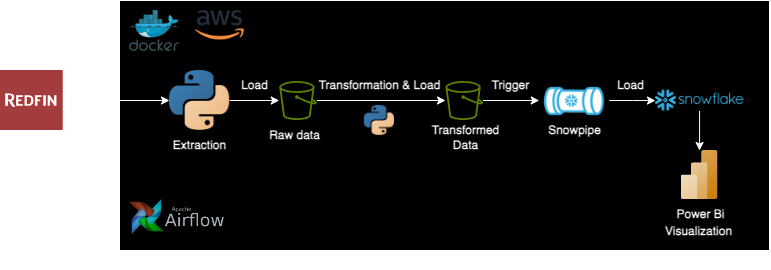 docker
aws
REDFIN
Load
Transformation & Load
Trigger
Load
snowflake
Extraction
Raw data
Transformed
Data
Snowpipe
Apache
Airflow
Power Bi
Visualization